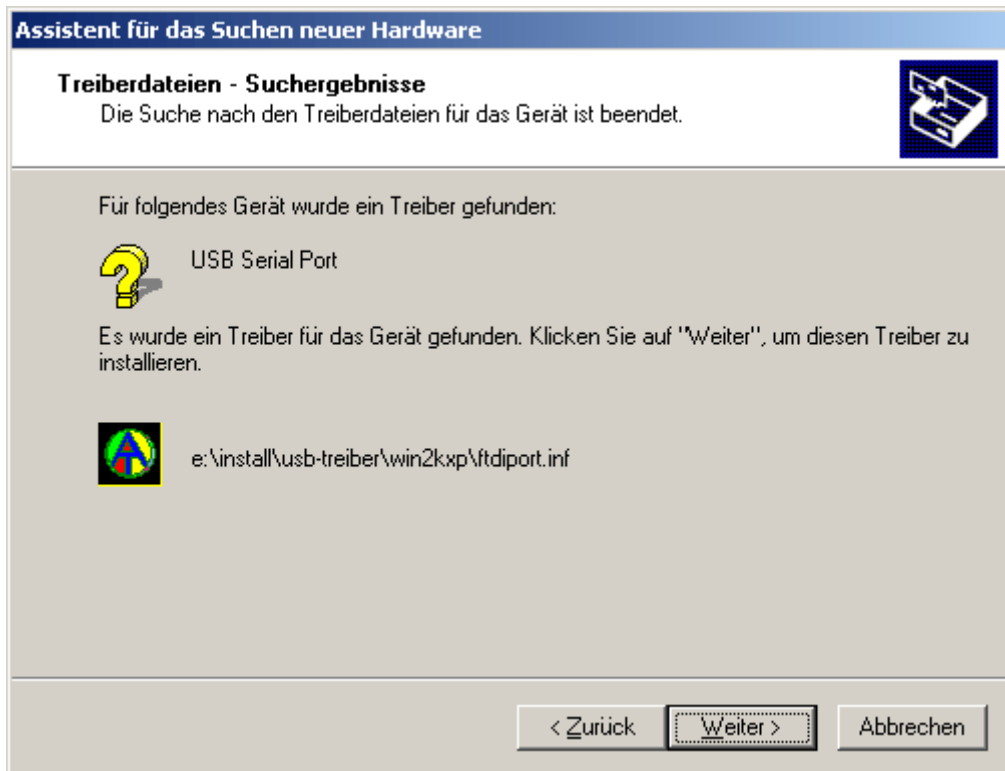 Assistent für das Suchen neuer Hardware
Treiberdateien - Suchergebnisse
Die Suche nach den Treiberdateien für das Gerät ist beendet.
Für folgendes Gerät wurde ein Treiber gefunden:
USB Serial Port
Es wurde ein Treiber für das Gerät gefunden. Klicken Sie auf "Weiter", um diesen Treiber zu
installieren.
e:\install\usb-treiber\win2kxp\ftdiport.inf
< Zurück
Weiter >
Abbrechen